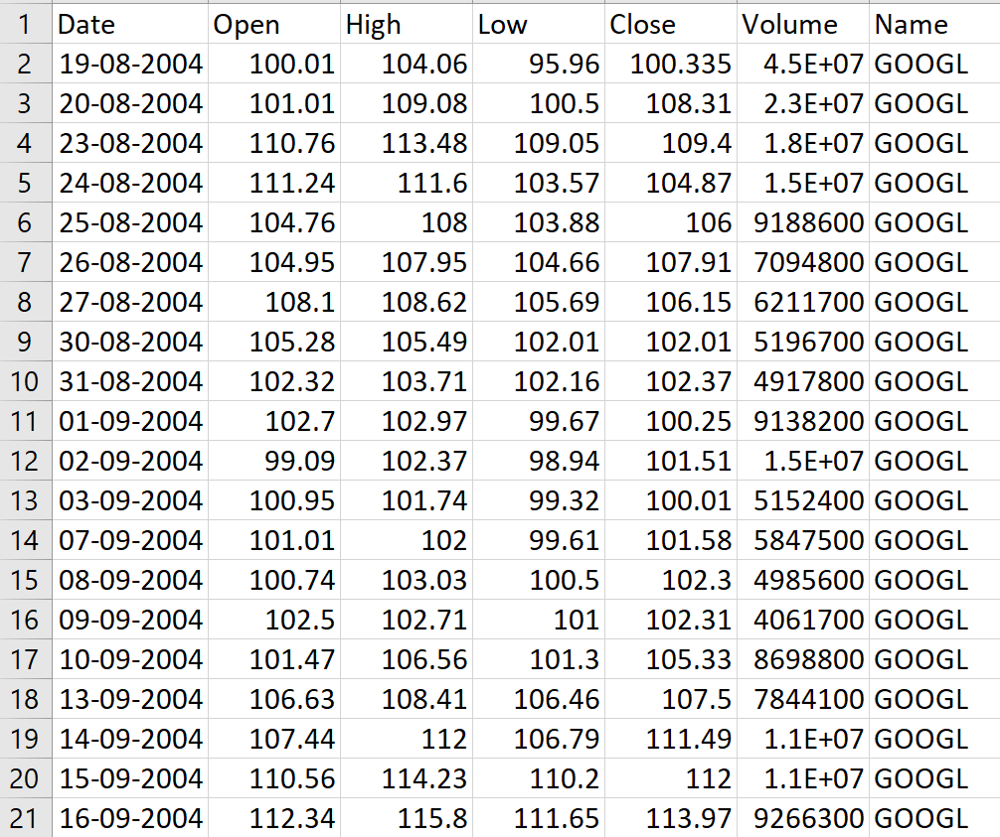 1 Date Open High Low Close Volume Name
2 19-08-2004 100.01 104.06 95.96 100.335 4.5E+07 GOOGL
3 20-08-2004 101.01 109.08 100.5 108.31 2.3E+07 GOOGL
4 23-08-2004 110.76 113.48 109.05 109.4 1.8E+07 GOOGL
5 24-08-2004 111.24 111.6 103.57 104.87 1.5E+07 GOOGL
6 25-08-2004 104.76 108 103.88 106 9188600 GOOGL
7 26-08-2004 104.95 107.95 104.66 107.91 7094800 GOOGL
8 27-08-2004 108.1 108.62 105.69 106.15 6211700 GOOGL
9 30-08-2004 105.28 105.49 102.01 102.01 5196700 GOOGL
10 31-08-2004 102.32 103.71 102.16 102.37 4917800 GOOGL
11 01-09-2004 102.7 102.97 99.67 100.25 9138200 GOOGL
12 02-09-2004 99.09 102.37 98.94 101.51 1.5E+07 GOOGL
13 03-09-2004 100.95 101.74 99.32 100.01 5152400 GOOGL
14 07-09-2004 101.01 102 99.61 101.58 5847500 GOOGL
15 08-09-2004 100.74 103.03 100.5 102.3 4985600 GOOGL
16 09-09-2004 102.5 102.71 101 102.31 4061700 GOOGL
17 10-09-2004 101.47 106.56 101.3 105.33 8698800 GOOGL
18 13-09-2004 106.63 108.41 106.46 107.5 7844100 GOOGL
19 14-09-2004 107.44 112 106.79 111.49 1.1E+07 GOOGL
20 15-09-2004 110.56 114.23 110.2 112 1.1E+07 GOOGL
21 16-09-2004 112.34 115.8 111.65 113.97 9266300 GOOGL